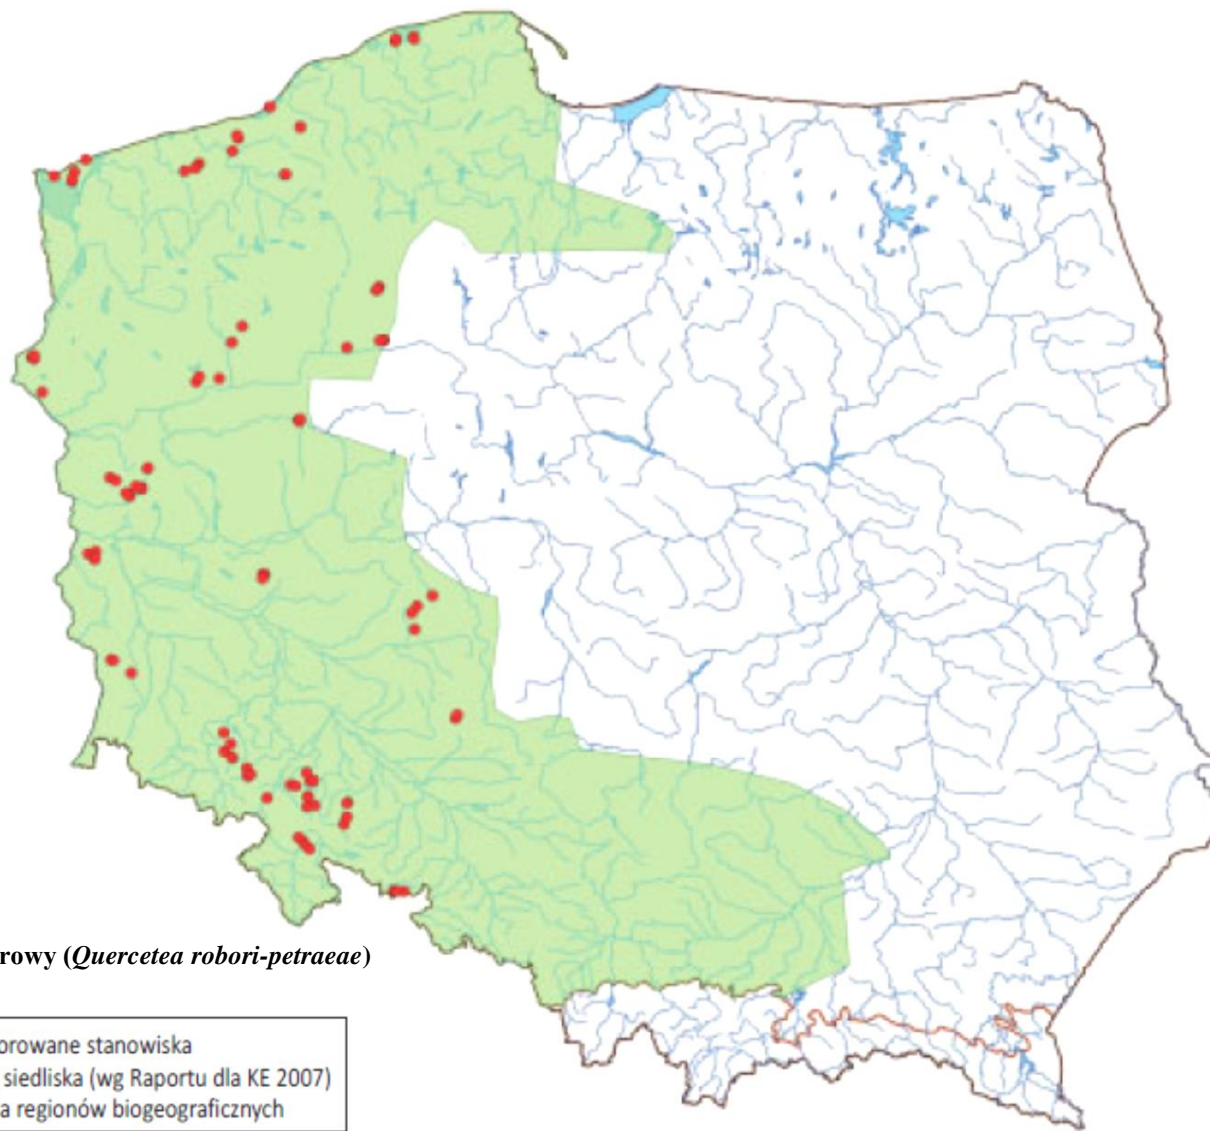 rowy (Quercetea robori-petraeae)
orowane stanowiska
siedliska (wg Raportu dla KE 2007)
a regionów biogeograficznych